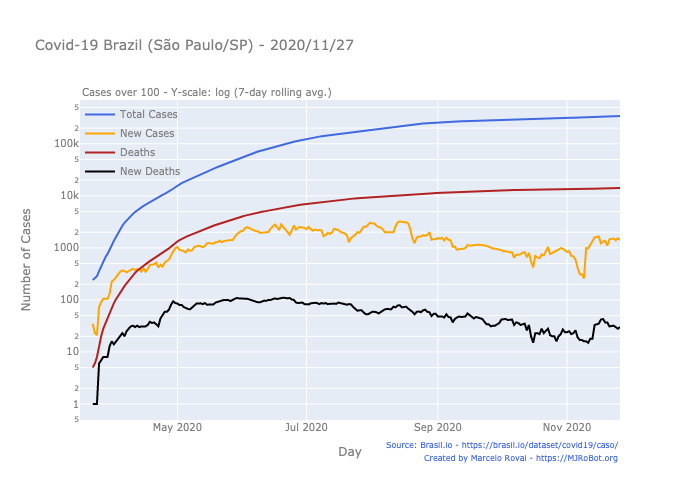 Covid-19 Brazil (São Paulo/SP) - 2020/11/27
Cases over 100 - Y-scale: log (7-day rolling avg.)
Total Cases
New Cases
Deaths
New Deaths
Number of Cases
5
2
100k
5
2
10k
5
2
1000
5
2
100
5
2
10
5
2
1
5
May 2020
Jul 2020
Sep 2020
Nov 2020
Day
Source: Brasil.io - https://brasil.io/dataset/covid19/caso/
Created by Marcelo Rovai - https://MJRoBot.org